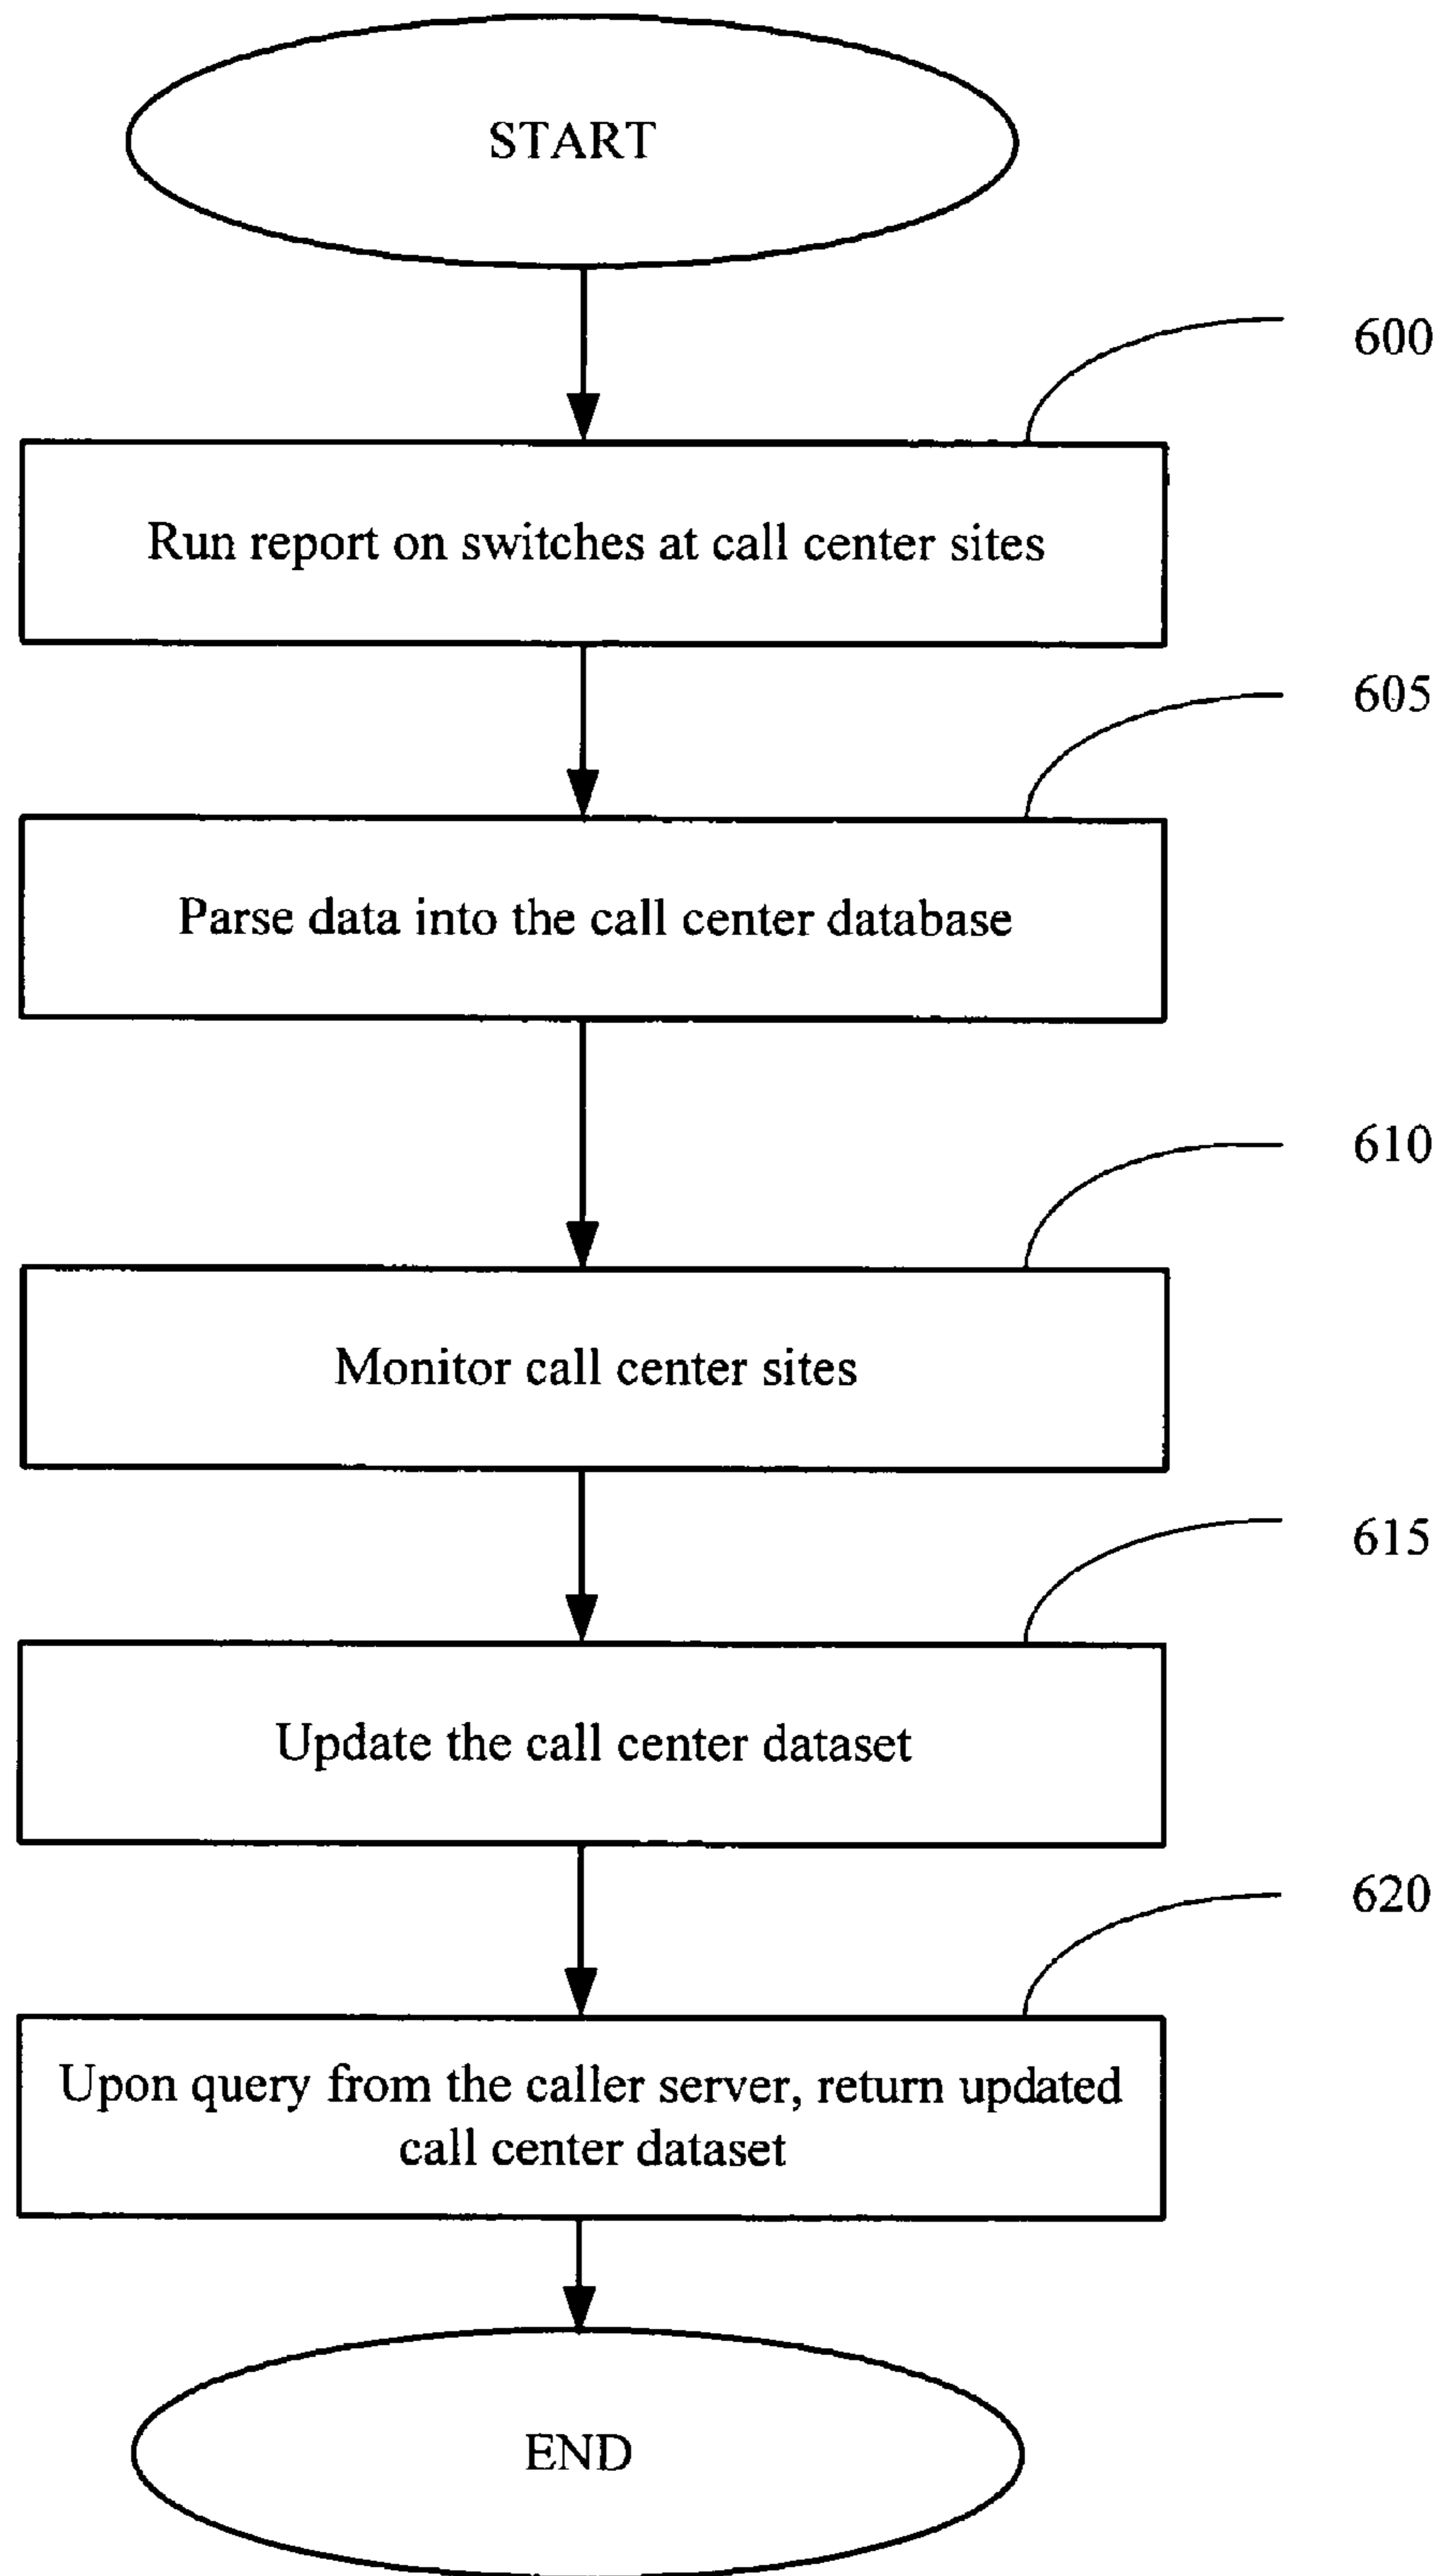 START
600
Run report on switches at call center sites
605
Parse data into the call center database
610
Monitor call center sites
615
Update the call center dataset
620
Upon query from the caller server, return updated
call center dataset
END